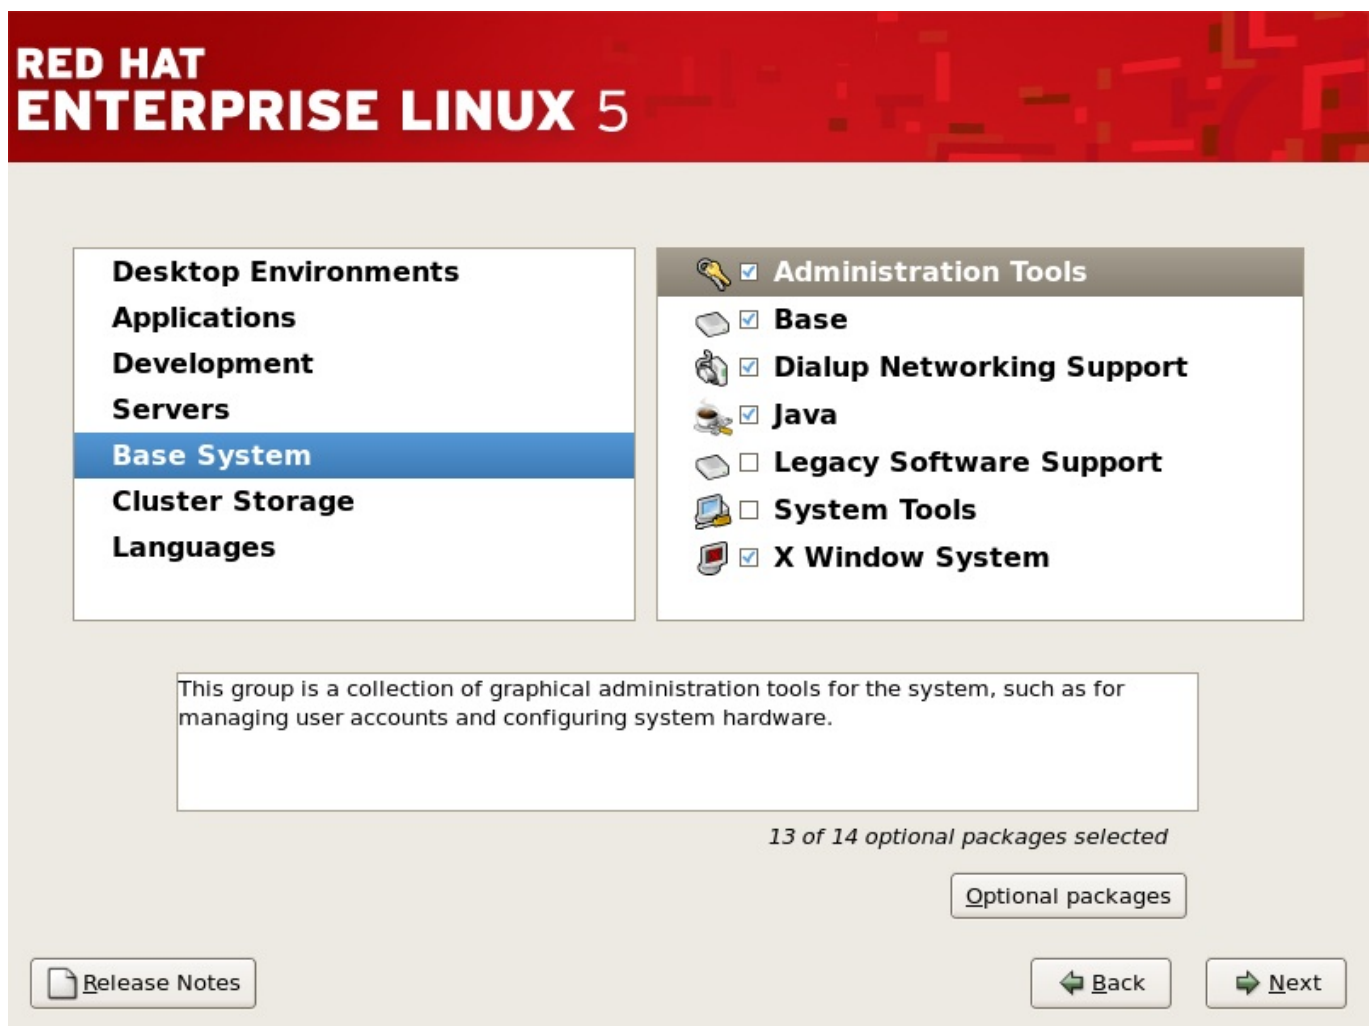 RED HAT
ENTERPRISE LINUX 5
Desktop Environments
Applications
Development
Servers
Base System
Cluster Storage
Languages
Administration Tools
Base
Dialup Networking Support
Java
Legacy Software Support
System Tools
X Window System
This group is a collection of graphical administration tools for the system, such as for
managing user accounts and configuring system hardware.
13 of 14 optional packages selected
Optional packages
Release Notes
Back
Next